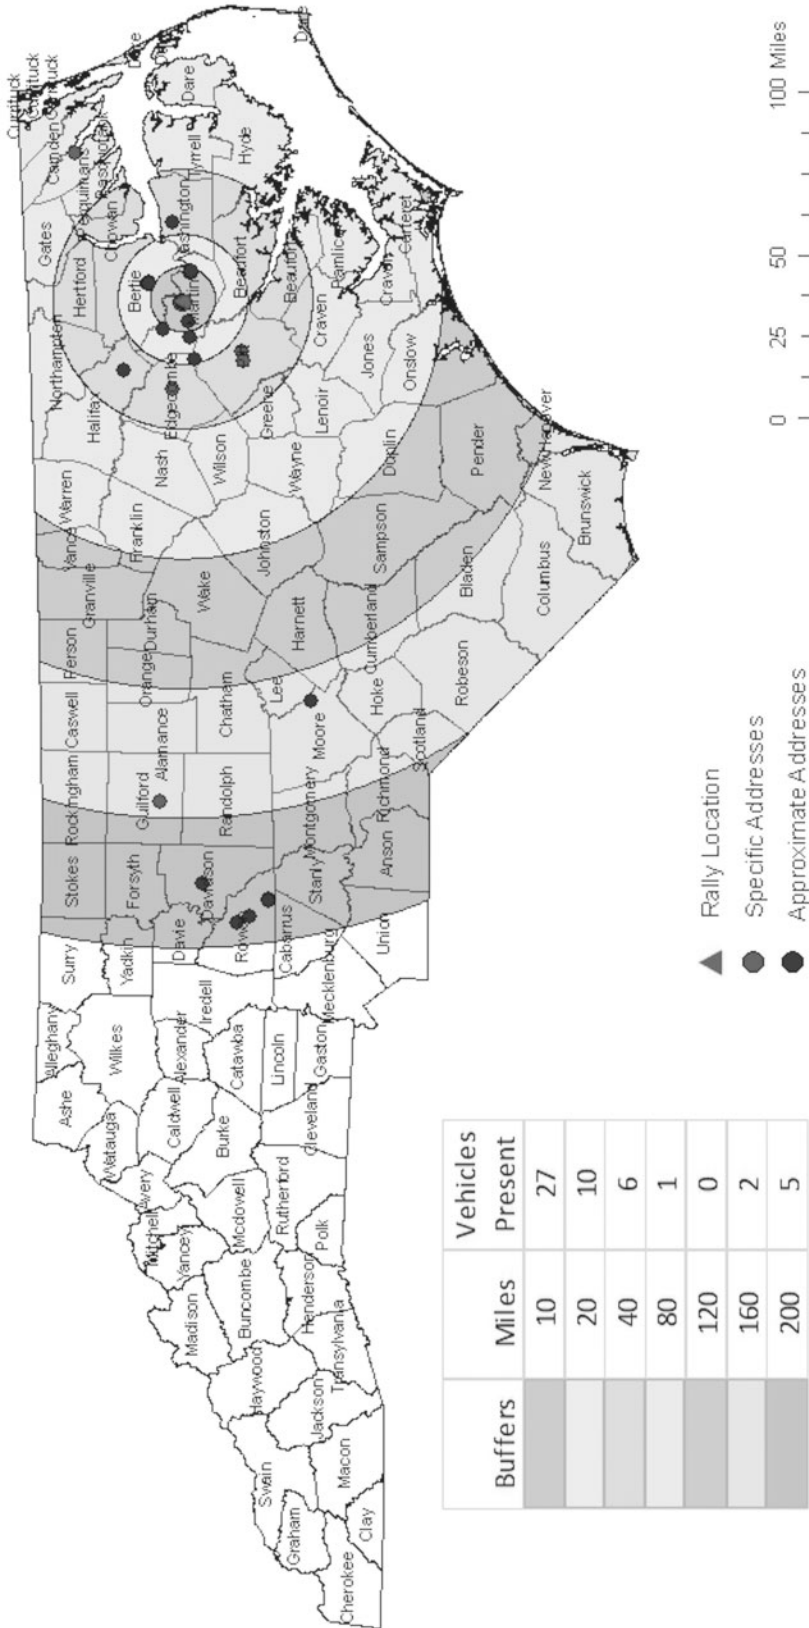 Cherokee
Graham
Clay
Swain
Macon
Jackson
Haywood
Transylvania
Madison
Buncombe
Henderson
Yancey
Mitchell
Mcdowell
Polk
Rutherford
Avery
Burke
Cleveland
Watauga
Caldwell
Ashe
Wilkes
Alexander
Catawba
Lincoln
Gaston
Alleghany
Iredell
Mecklenburg
Surry
Yadkin
Davie
Cabarrus
Union
Stokes
Forsyth
Davidson
Stanly
Anson
Rockingham
Guilford
Randolph
Montgomery
Richmond
Caswell
Alamance
Chatham
Moore
Scotland
Person
Orange
Durham
Lee
Hoke
Robeson
Granville
Wake
Harnett
Cumberland
Bladen
Columbus
Vance
Franklin
Johnston
Sampson
Brunswick
Warren
Nash
Wilson
Wayne
Duplin
Pender
New Hanover
Halifax
Edgecombe
Greene
Lenoir
Jones
Onslow
Northampton
Hertford
Bertie
Martin
Beaufort
Beaufort
Craven
Craven
Pamlico
Carteret
Gates
Chowan
Washington
Tyrrell
Hyde
Perquimans
Pasquotank
Camden
Currituck
Currituck
Currituck
Dare
Dare
Dare
Buffers Miles Vehicles Present
10 27
20 10
40 6
80 1
120 0
160 2
200 5
Rally Location
Specific Addresses
Approximate Addresses
0 25 50 100 Miles